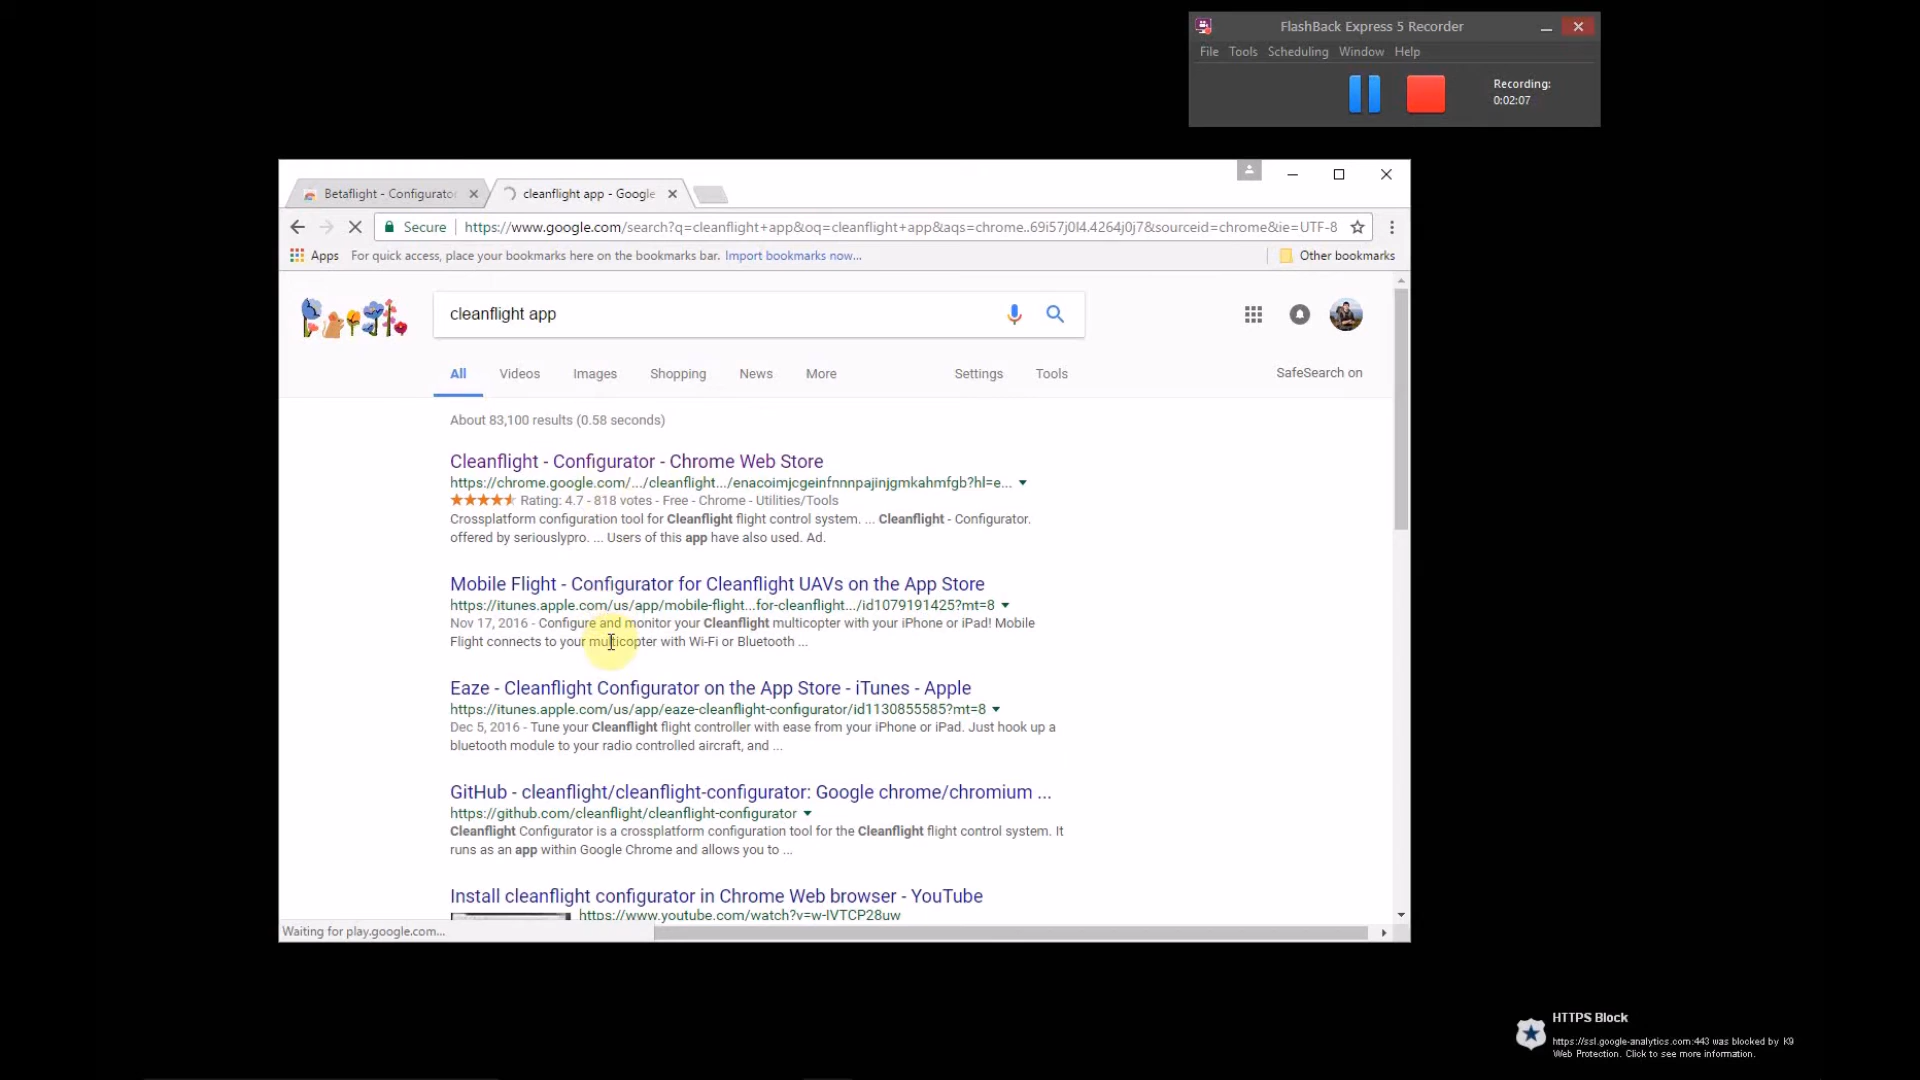 FlashBack Express 5 Recorder
File Tools Scheduling Window Help
Recording:
0:02:07
Betaflight - Configurator
cleanflight app - Google
Secure https://www.google.com/search?q=cleanflight+app&oq=cleanflight+app&aqs=chrome..69i57j0l4.4264j0j7&sourceid=chrome&ie=UTF-8
Apps For quick access, place your bookmarks here on the bookmarks bar. Import bookmarks now... Other bookmarks
cleanflight app
All Videos Images Shopping News More Settings Tools SafeSearch on
About 83,100 results (0.58 seconds)
Cleanflight - Configurator - Chrome Web Store
https://chrome.google.com/.../cleanflight.../enacoimjcgeinfnnnpajinjgmkahmfgb?hl=e...
Rating: 4.7 - 818 votes - Free - Chrome - Utilities/Tools
Crossplatform configuration tool for Cleanflight flight control system. ... Cleanflight - Configurator.
offered by seriouslypro. ... Users of this app have also used. Ad.
Mobile Flight - Configurator for Cleanflight UAVs on the App Store
https://itunes.apple.com/us/app/mobile-flight...for-cleanflight.../id1079191425?mt=8
Nov 17, 2016 - Configure and monitor your Cleanflight multicopter with your iPhone or iPad! Mobile
Flight connects to your multicopter with Wi-Fi or Bluetooth ...
Eaze - Cleanflight Configurator on the App Store - iTunes - Apple
https://itunes.apple.com/us/app/eaze-cleanflight-configurator/id1130855585?mt=8
Dec 5, 2016 - Tune your Cleanflight flight controller with ease from your iPhone or iPad. Just hook up a
bluetooth module to your radio controlled aircraft, and ...
GitHub - cleanflight/cleanflight-configurator: Google chrome/chromium ...
https://github.com/cleanflight/cleanflight-configurator
Cleanflight Configurator is a crossplatform configuration tool for the Cleanflight flight control system. It
runs as an app within Google Chrome and allows you to ...
Install cleanflight configurator in Chrome Web browser - YouTube
https://www.youtube.com/watch?v=w-IVTCP28uw
Waiting for play.google.com...
HTTPS Block
https://ssl.google-analytics.com:443 was blocked by K9
Web Protection. Click to see more information.